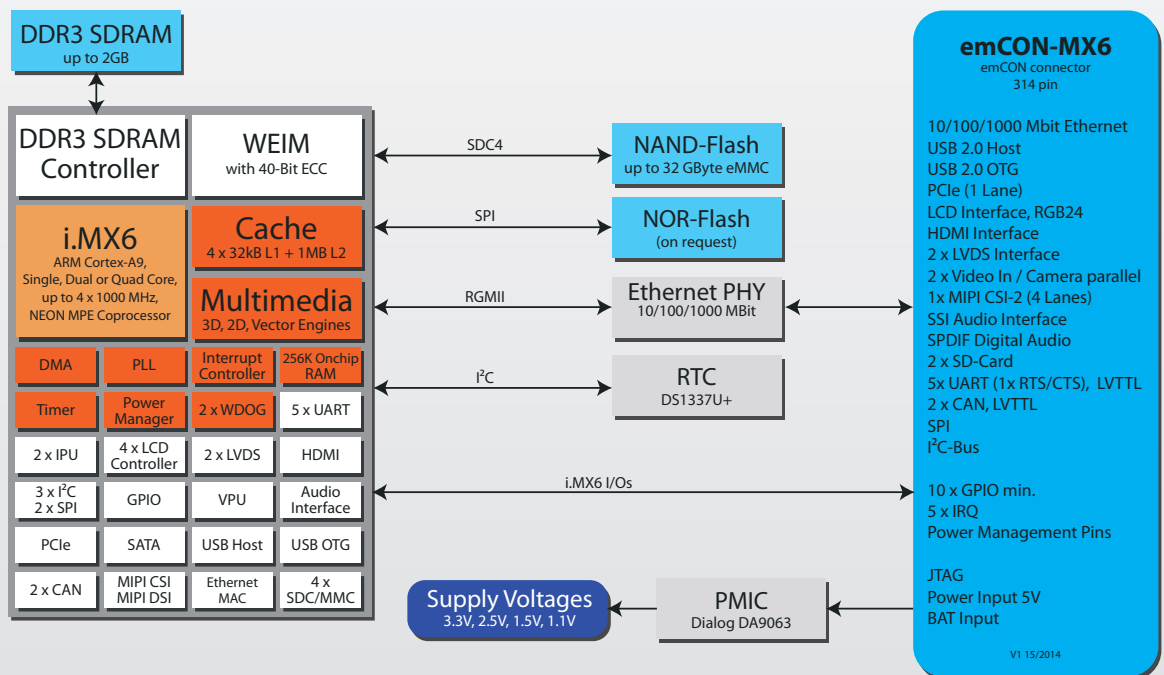 DDR3 SDRAM
up to 2GB
DDR3 SDRAM
Controller
WEIM
with 40-Bit ECC
i.MX6
ARM Cortex-A9,
Single, Dual or Quad Core,
up to 4 x 1000 MHz,
NEON MPE Coprocessor
Cache
4 x 32kB L1 + 1MB L2
Multimedia
3D, 2D, Vector Engines
DMA
PLL
Interrupt
Controller
256K Onchip
RAM
Timer
Power
Manager
2 x WDOG
5 x UART
2 x IPU
4 x LCD
Controller
2 x LVDS
HDMI
3 x I²C
2 x SPI
GPIO
VPU
Audio
Interface
PCIe
SATA
USB Host
USB OTG
2 x CAN
MIPI CSI
MIPI DSI
Ethernet
MAC
4 x
SDC/MMC
SDC4
SPI
RGMII
I²C
i.MX6 I/Os
NAND-Flash
up to 32 GByte eMMC
NOR-Flash
(on request)
Ethernet PHY
10/100/1000 MBit
RTC
DS1337U+
Supply Voltages
3.3V, 2.5V, 1.5V, 1.1V
PMIC
Dialog DA9063
emCON-MX6
emCON connector
314 pin
10/100/1000 Mbit Ethernet
USB 2.0 Host
USB 2.0 OTG
PCIe (1 Lane)
LCD Interface, RGB24
HDMI Interface
2 x LVDS Interface
2 x Video In / Camera parallel
1x MIPI CSI-2 (4 Lanes)
SSI Audio Interface
SPDIF Digital Audio
2 x SD-Card
5x UART (1x RTS/CTS), LVTTL
2 x CAN, LVTTL
SPI
I²C-Bus
10 x GPIO min.
5 x IRQ
Power Management Pins
JTAG
Power Input 5V
BAT Input
V1 15/2014